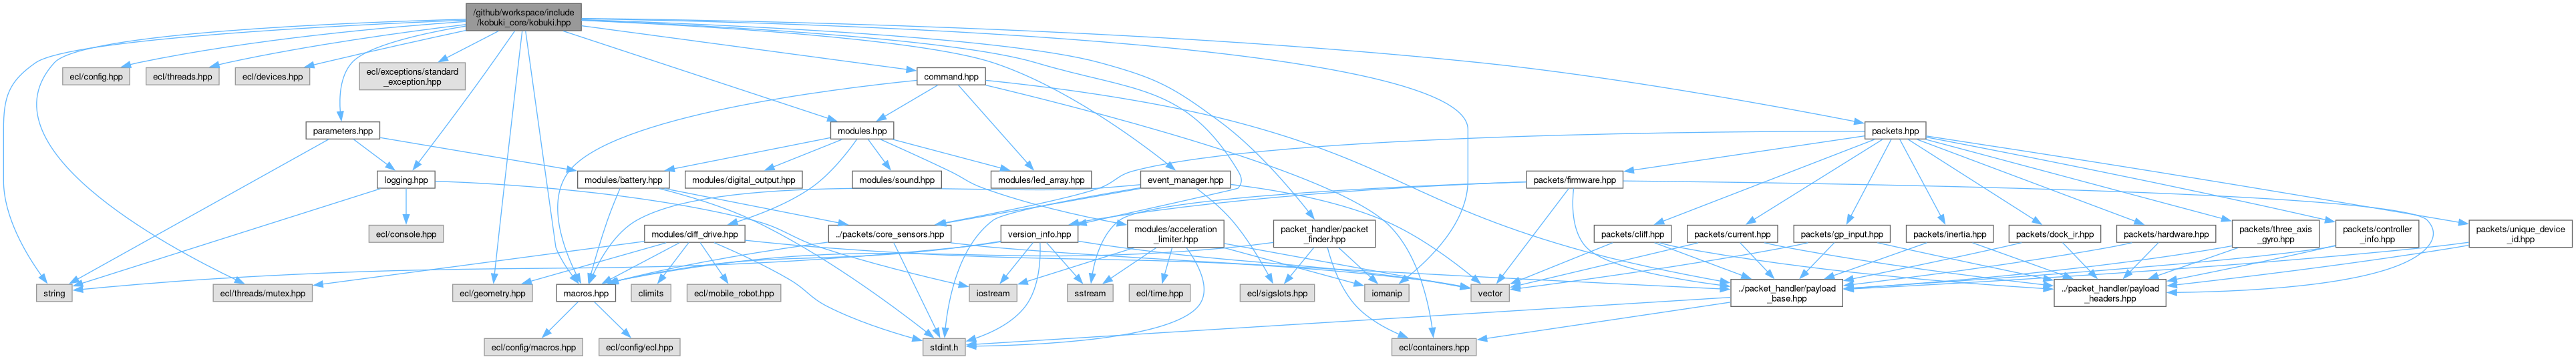 /github/workspace/include
/kobuki_core/kobuki.hpp
ecl/config.hpp
ecl/threads.hpp
ecl/devices.hpp
ecl/exceptions/standard
_exception.hpp
command.hpp
parameters.hpp
modules.hpp
packets.hpp
logging.hpp
modules/battery.hpp
modules/digital_output.hpp
modules/sound.hpp
modules/led_array.hpp
event_manager.hpp
packets/firmware.hpp
ecl/console.hpp
modules/diff_drive.hpp
../packets/core_sensors.hpp
version_info.hpp
modules/acceleration
_limiter.hpp
packet_handler/packet
_finder.hpp
packets/cliff.hpp
packets/current.hpp
packets/gp_input.hpp
packets/inertia.hpp
packets/dock_ir.hpp
packets/hardware.hpp
packets/three_axis
_gyro.hpp
packets/controller
_info.hpp
packets/unique_device
_id.hpp
string
ecl/threads/mutex.hpp
ecl/geometry.hpp
macros.hpp
climits
ecl/mobile_robot.hpp
iostream
sstream
ecl/time.hpp
ecl/sigslots.hpp
iomanip
vector
../packet_handler/payload
_base.hpp
../packet_handler/payload
_headers.hpp
ecl/config/macros.hpp
ecl/config/ecl.hpp
stdint.h
ecl/containers.hpp